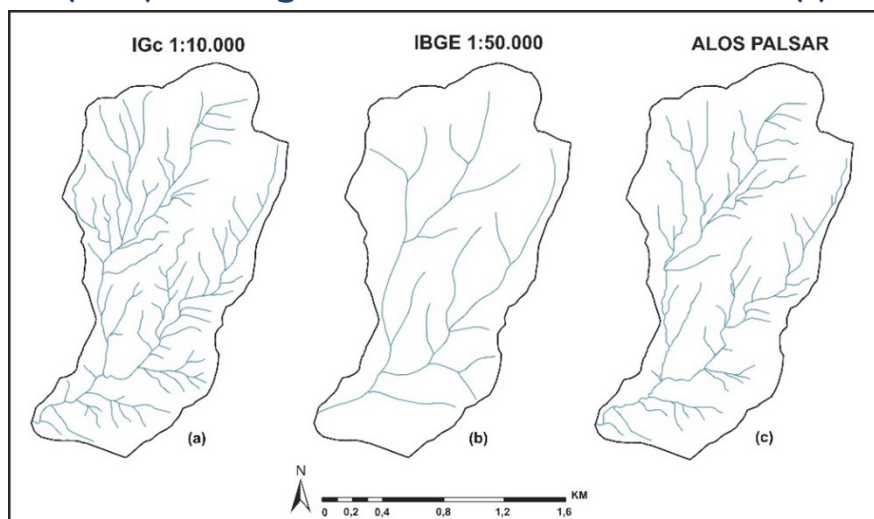 IGc 1:10.000
IBGE 1:50.000
ALOS PALSAR
(a)
(b)
(c)
N
KM
0 0,2 0,4 0,8 1,2 1,6